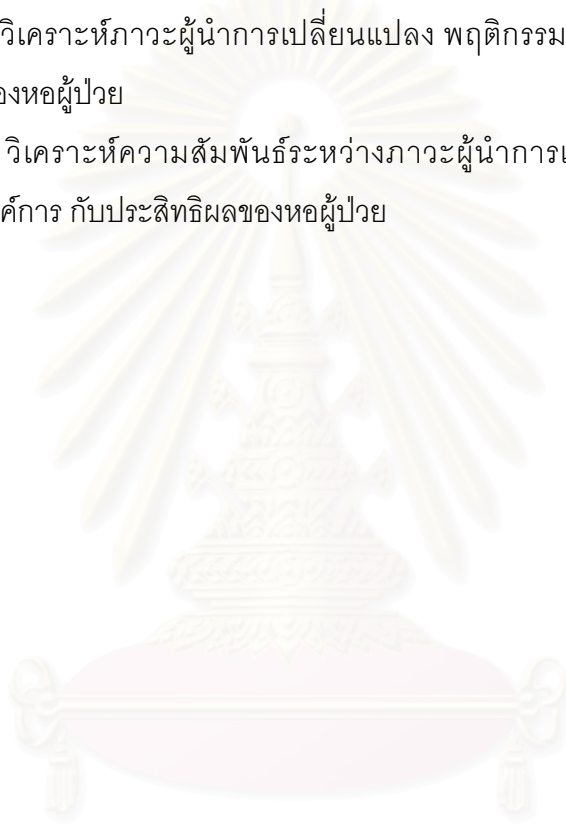 วิเคราะห์ภาวะผู้นำการเปลี่ยนแปลง พฤติกรรม
องหอผู้ป่วย
วิเคราะห์ความสัมพันธ์ระหว่างภาวะผู้นำการเ
ค์การ กับประสิทธิผลของหอผู้ป่วย